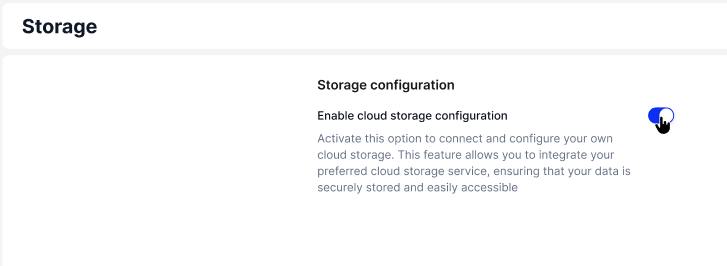 Storage
Storage configuration
Enable cloud storage configuration
Activate this option to connect and configure your own
cloud storage. This feature allows you to integrate your
preferred cloud storage service, ensuring that your data is
securely stored and easily accessible